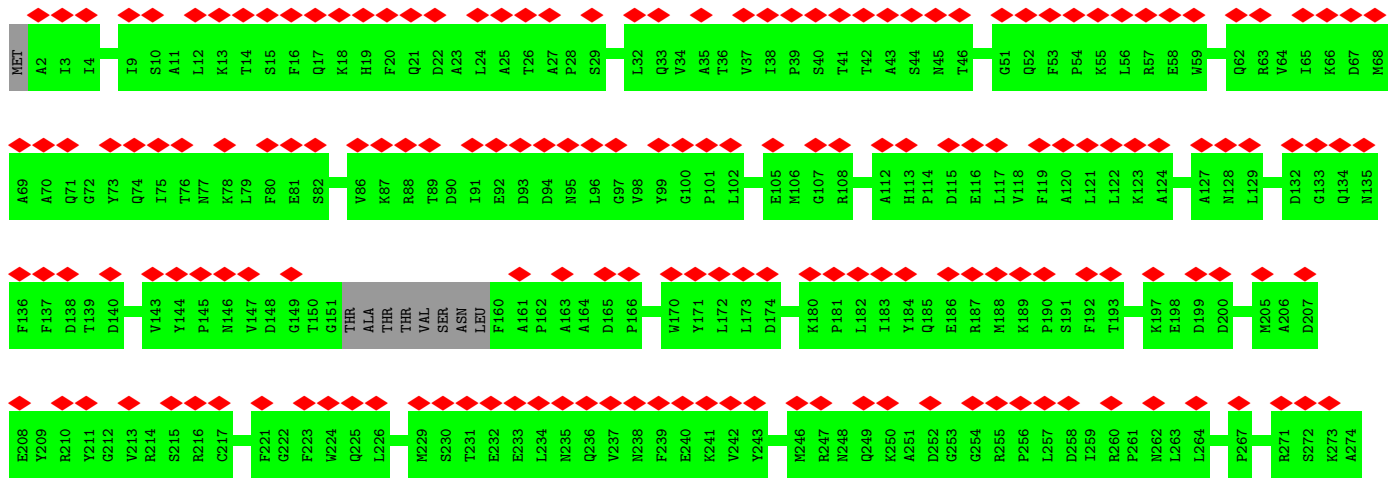 MET A2 I3 I4 I9 S10 A11 L12 K13 T14 S15 F16 Q17 K18 H19 F20 Q21 D22 A23 L24 A25 T26 A27 P28 S29 L32 Q33 V34 A35 T36 V37 I38 P39 S40 T41 T42 A43 S44 N45 T46 G51 Q52 F53 P54 K55 L56 R57 E58 W59 Q62 R63 V64 I65 K66 D67 M68
A69 A70 Q71 G72 Y73 Q74 I75 T76 N77 K78 L79 F80 E81 S82 V86 K87 R88 T89 D90 I91 E92 D93 D94 N95 L96 G97 V98 Y99 G100 P101 L102 E105 M106 G107 R108 A112 H113 P114 D115 E116 L117 V118 F119 A120 L121 L122 K123 A124 A127 N128 L129 D132 G133 Q134 N135
F136 F137 D138 T139 D140 V143 Y144 P145 N146 V147 D148 G149 T150 G151 THR ALA THR THR VAL SER ASN LEU F160 A161 P162 A163 A164 D165 P166 W170 Y171 L172 L173 D174 K180 P181 L182 I183 Y184 Q185 E186 R187 M188 K189 P190 S191 F192 T193 K197 E198 D199 D200 M205 A206 D207
E208 Y209 R210 Y211 G212 V213 R214 S215 R216 C217 F221 G222 F223 W224 Q225 L226 M229 S230 T231 E232 E233 L234 N235 Q236 V237 N238 F239 E240 K241 V242 Y243 M246 R247 N248 Q249 K250 A251 D252 G253 G254 R255 P256 L257 D258 I259 R260 P261 N262 L263 L264 P267 R271 S272 K273 A274